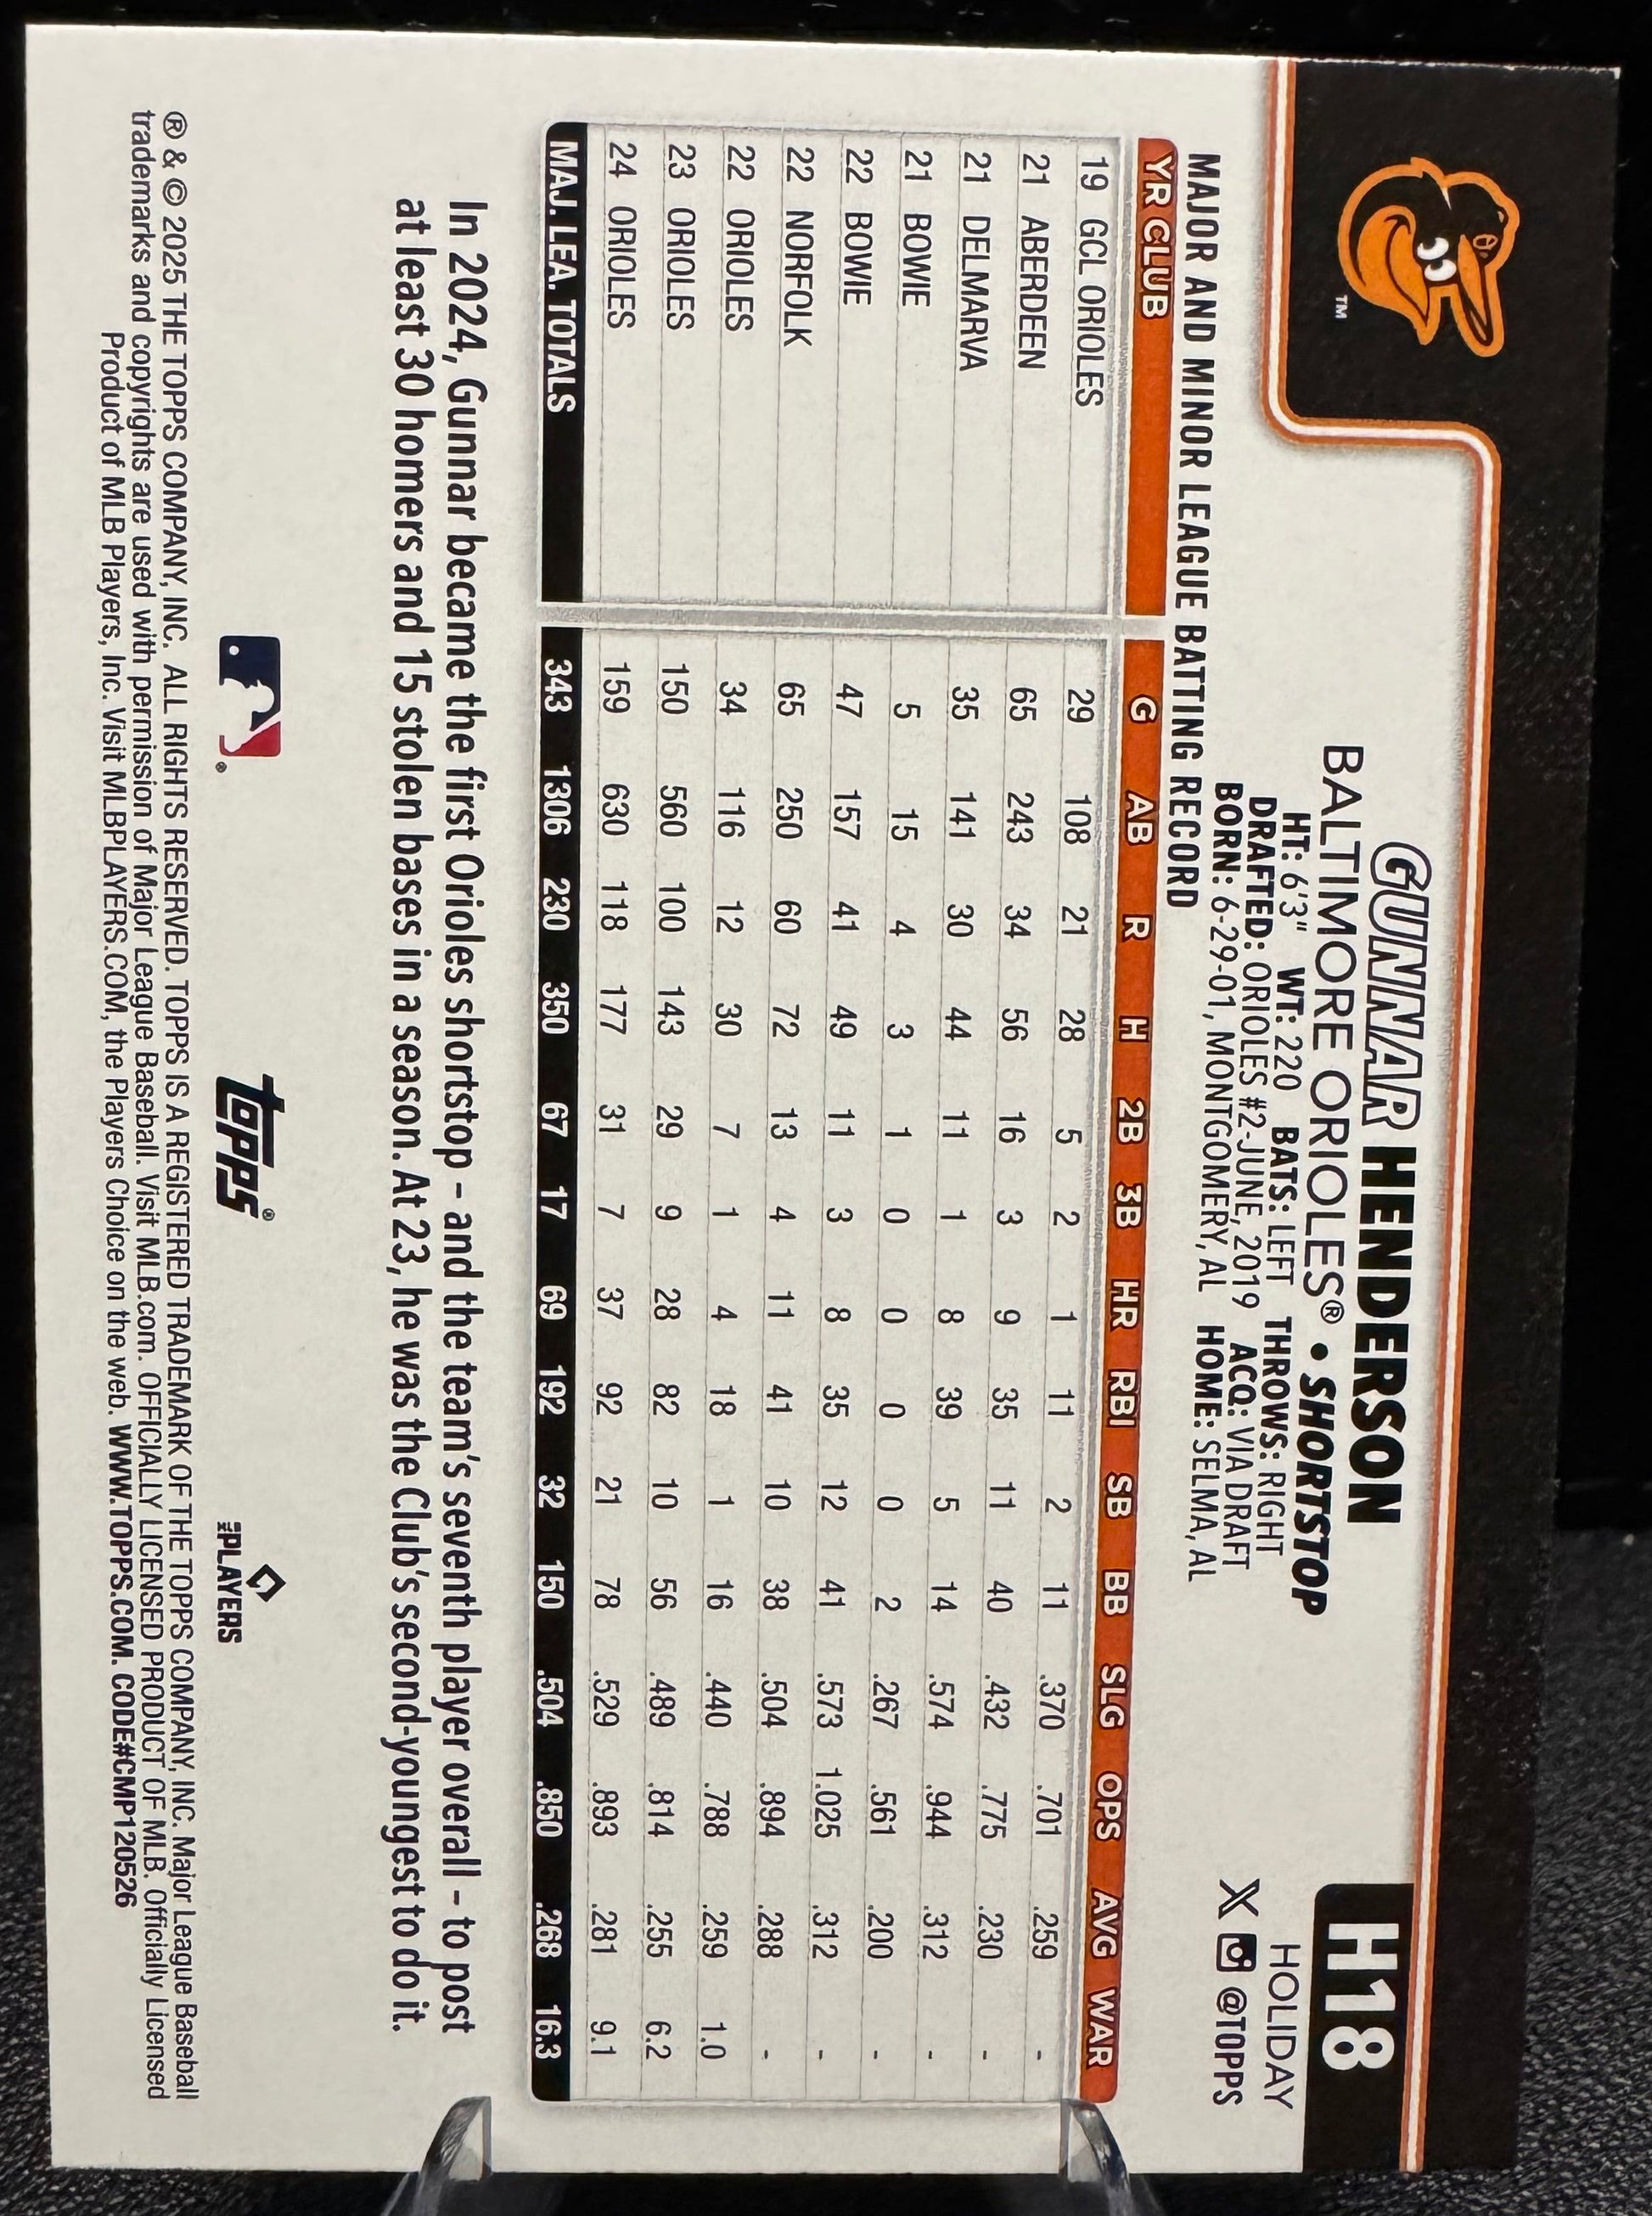 H18
HOLIDAY
@TOPPS
GUNNAR HENDERSON
BALTIMORE ORIOLES® • SHORTSTOP
HT: 6'3" WT: 220 BATS: LEFT THROWS: RIGHT
DRAFTED: ORIOLES #2-JUNE, 2019 ACQ: VIA DRAFT
BORN: 6-29-01, MONTGOMERY, AL HOME: SELMA, AL
TM
MAJOR AND MINOR LEAGUE BATTING RECORD
YR CLUB G AB R H 2B 3B HR RBI SB BB SLG OPS AVG WAR
19 GCL ORIOLES 29 108 21 28 5 2 1 11 2 11 .370 .701 .259 -
21 ABERDEEN 65 243 34 56 16 3 9 35 11 40 .432 .775 .230 -
21 DELMARVA 35 141 30 44 11 1 8 39 5 14 .574 .944 .312 -
21 BOWIE 5 15 4 3 1 0 0 0 0 2 .267 .561 .200 -
22 BOWIE 47 157 41 49 11 3 8 35 12 41 .573 1.025 .312 -
22 NORFOLK 65 250 60 72 13 4 11 41 10 38 .504 .894 .288 -
22 ORIOLES 34 116 12 30 7 1 4 18 1 16 .440 .788 .259 1.0
23 ORIOLES 150 560 100 143 29 9 28 82 10 56 .489 .814 .255 6.2
24 ORIOLES 159 630 118 177 31 7 37 92 21 78 .529 .893 .281 9.1
MAJ. LEA. TOTALS 343 1306 230 350 67 17 69 192 32 150 .504 .850 .268 16.3
In 2024, Gunnar became the first Orioles shortstop – and the team's seventh player overall – to post
at least 30 homers and 15 stolen bases in a season. At 23, he was the Club's second-youngest to do it.
topps®
THE PLAYERS
® & © 2025 THE TOPPS COMPANY, INC. ALL RIGHTS RESERVED. TOPPS IS A REGISTERED TRADEMARK OF THE TOPPS COMPANY, INC. Major League Baseball
trademarks and copyrights are used with permission of Major League Baseball. Visit MLB.com. OFFICIALLY LICENSED PRODUCT OF MLB. Officially Licensed
Product of MLB Players, Inc. Visit MLBPLAYERS.COM, the Players Choice on the web. WWW.TOPPS.COM. CODE#CMP120526